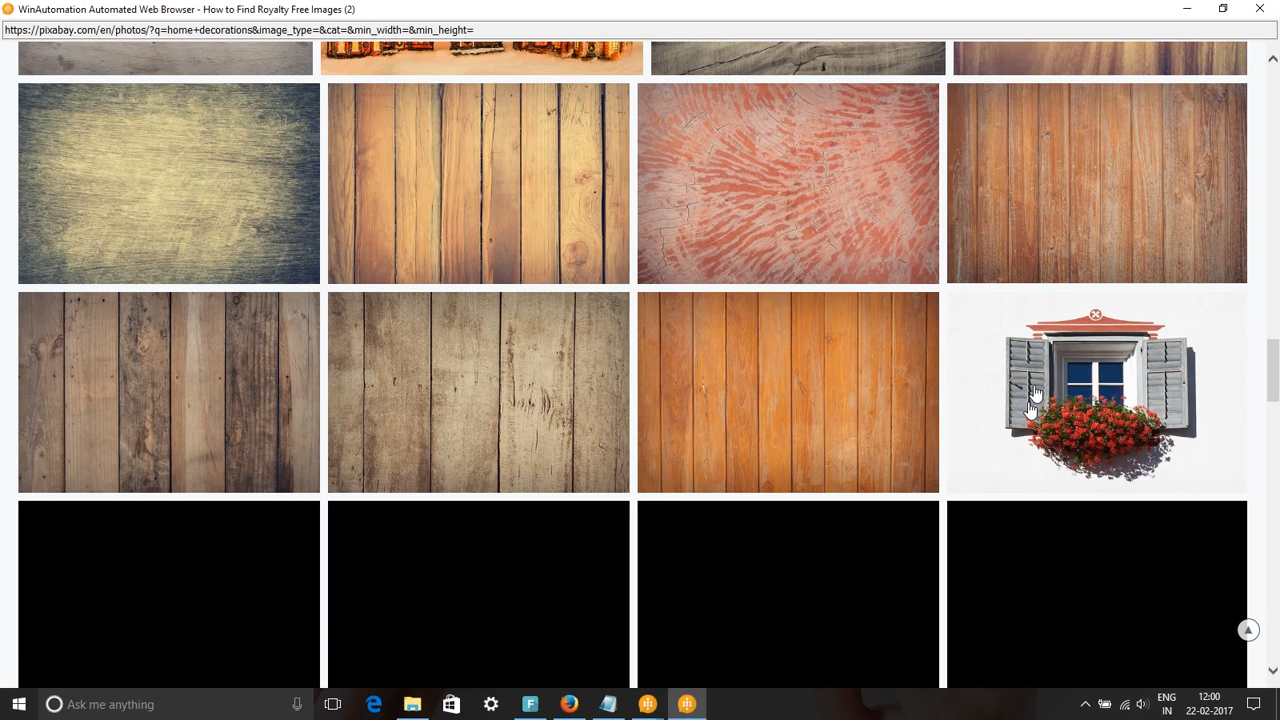 WinAutomation Automated Web Browser - How to Find Royalty Free Images (2)
https://pixabay.com/en/photos/?q=home+decorations&image_type=&cat=&min_width=&min_height=
Ask me anything
ENG
IN
12:00
22-02-2017